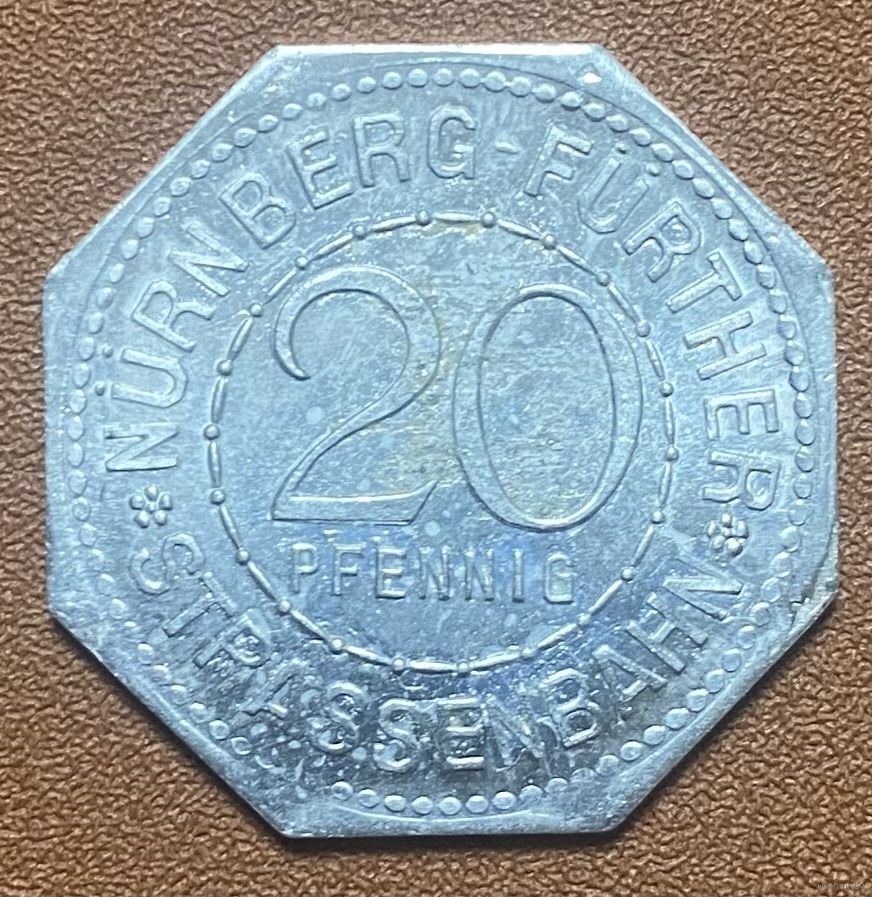 NÜRNBERG-FÜRTHER
20
PFENNIG
STRASSENBAHN